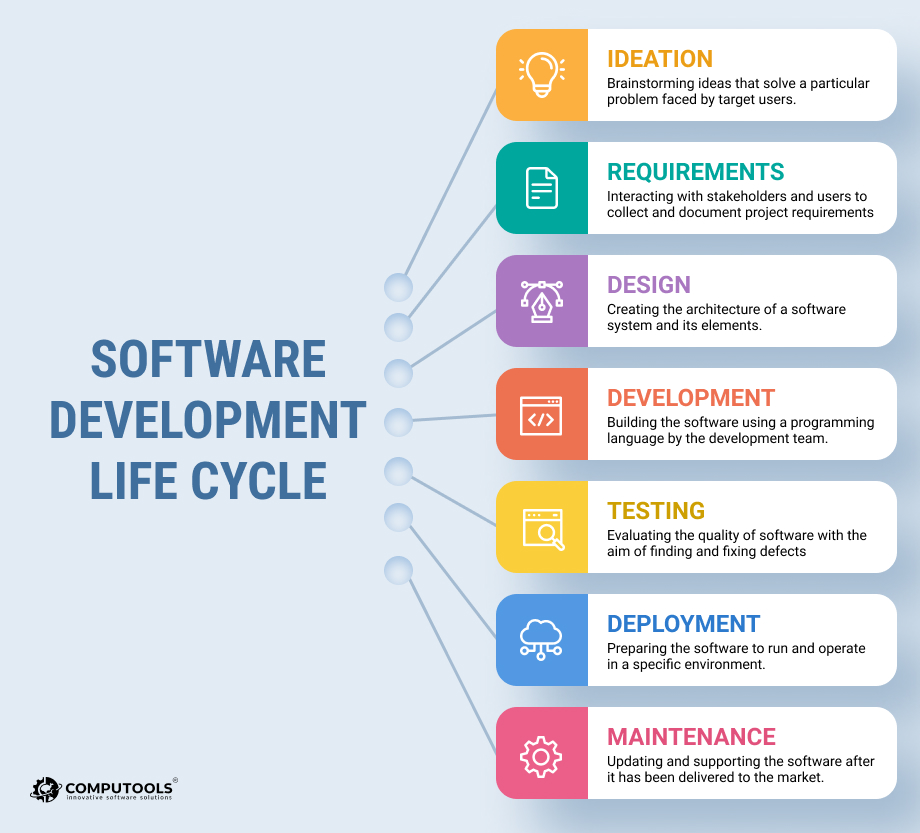 SOFTWARE
DEVELOPMENT
LIFE CYCLE
IDEATION
Brainstorming ideas that solve a particular
problem faced by target users.
REQUIREMENTS
Interacting with stakeholders and users to
collect and document project requirements
DESIGN
Creating the architecture of a software
system and its elements.
DEVELOPMENT
Building the software using a programming
language by the development team.
TESTING
Evaluating the quality of software with the
aim of finding and fixing defects
DEPLOYMENT
Preparing the software to run and operate
in a specific environment.
MAINTENANCE
Updating and supporting the software after
it has been delivered to the market.
COMPUTOOLS®
innovative software solutions